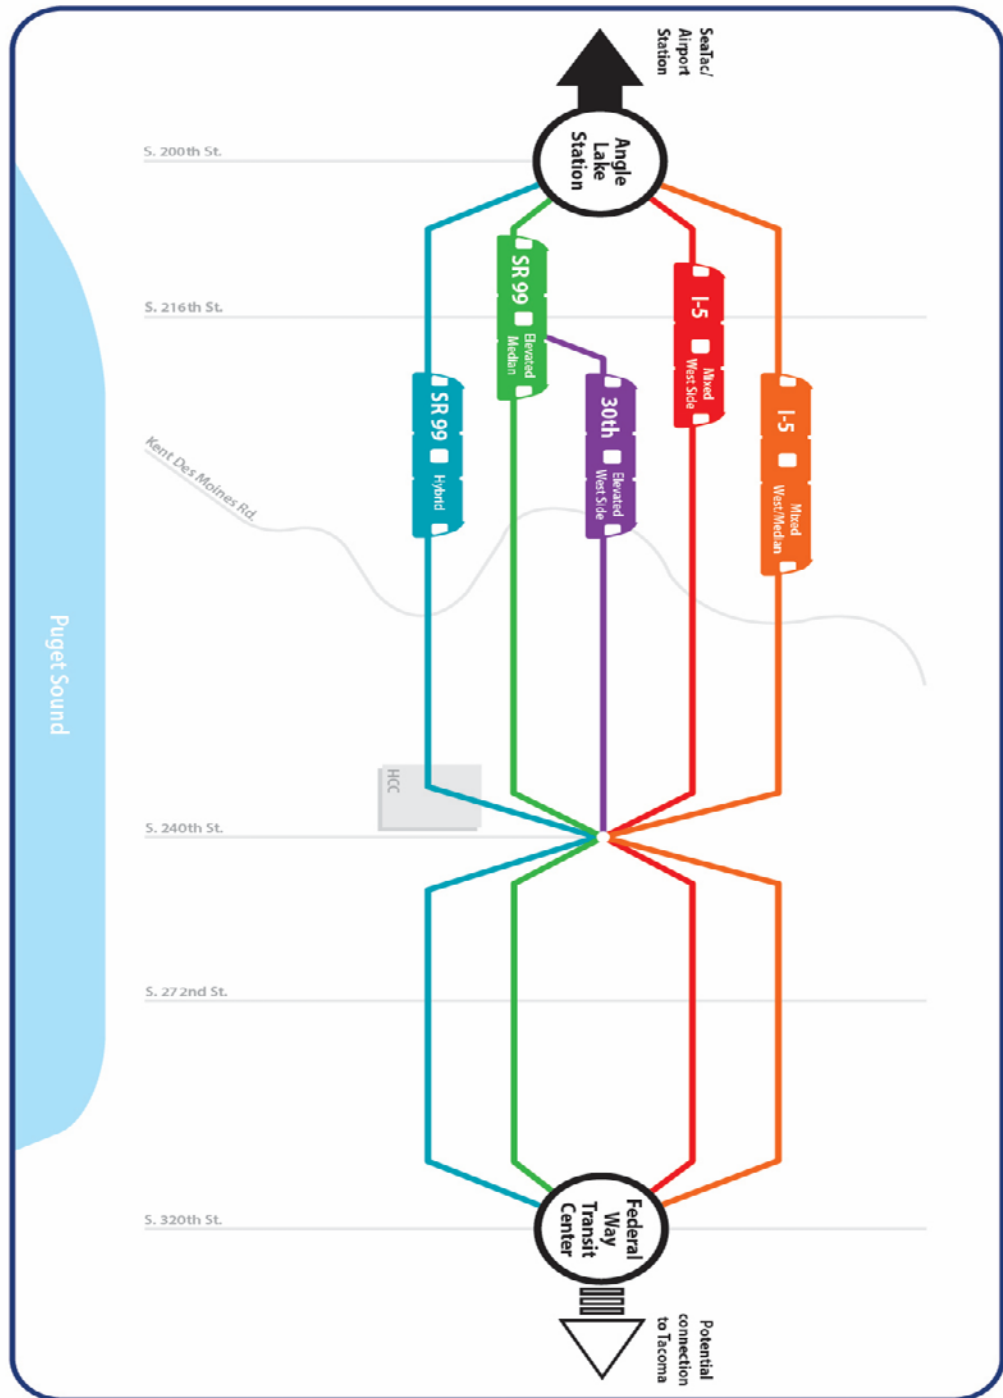 SeaTac/
Airport
Station
Angle
Lake
Station
S. 200th St.
SR 99
Elevated
Median
I-5
Mixed
West Side
S. 216th St.
SR 99 Hybrid
30th
Elevated
West Side
I-5
Mixed
West/Median
Kent Des Moines Rd.
Puget Sound
HCC
S. 240th St.
S. 272nd St.
S. 320th St.
Federal
Way
Transit
Center
Potential
connection
to Tacoma